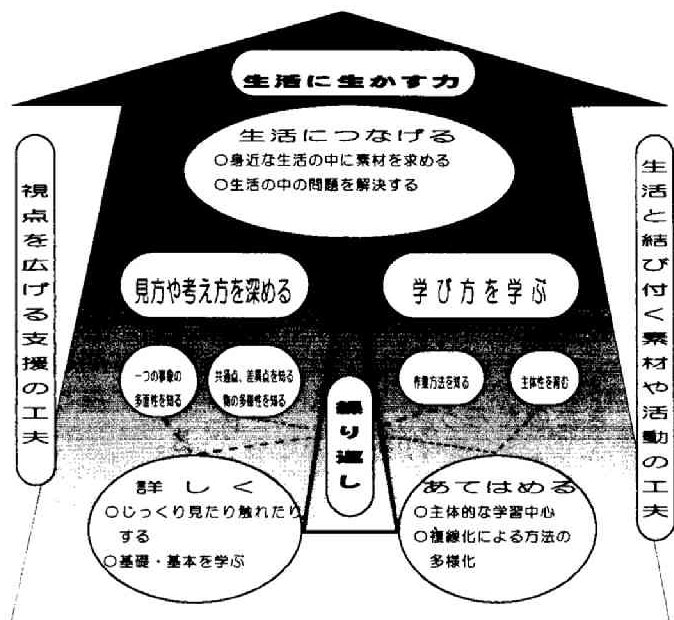 生活に生かす力
生活につなげる
○身近な生活の中に素材を求める
○生活の中の問題を解決する
視点を広げる支援の工夫
生活と結び付く素材や活動の工夫
見方や考え方を深める
学び方を学ぶ
一つの事象の
多面性を知る
共通点、差異点を知る
物の多様性を知る
作業方法を知る
主体性を育む
繰り返し
詳しく
○じっくり見たり触れたり
する
○基礎・基本を学ぶ
あてはめる
○主体的な学習中心
○複線化による方法の
多様化